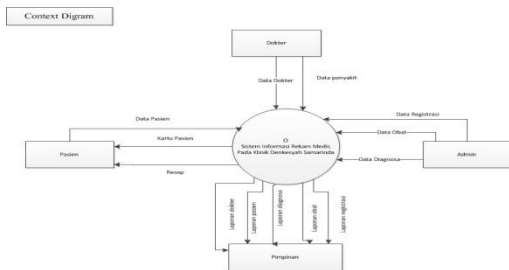 Context Digram
Dokter
Data Dokter
Data penyakit
Data Pasien
Data Registrasi
Kartu Pasien
0
Sistem Informasi Rekam Medis
Pada Klinik Denkesyah Samarinda
Data Obat
Pasien
Admin
Resep
Data Diagnosa
Laporan dokter
Laporan pasien
Laporan diagnosa
Laporan obat
Laporan registrasi
Pimpinan